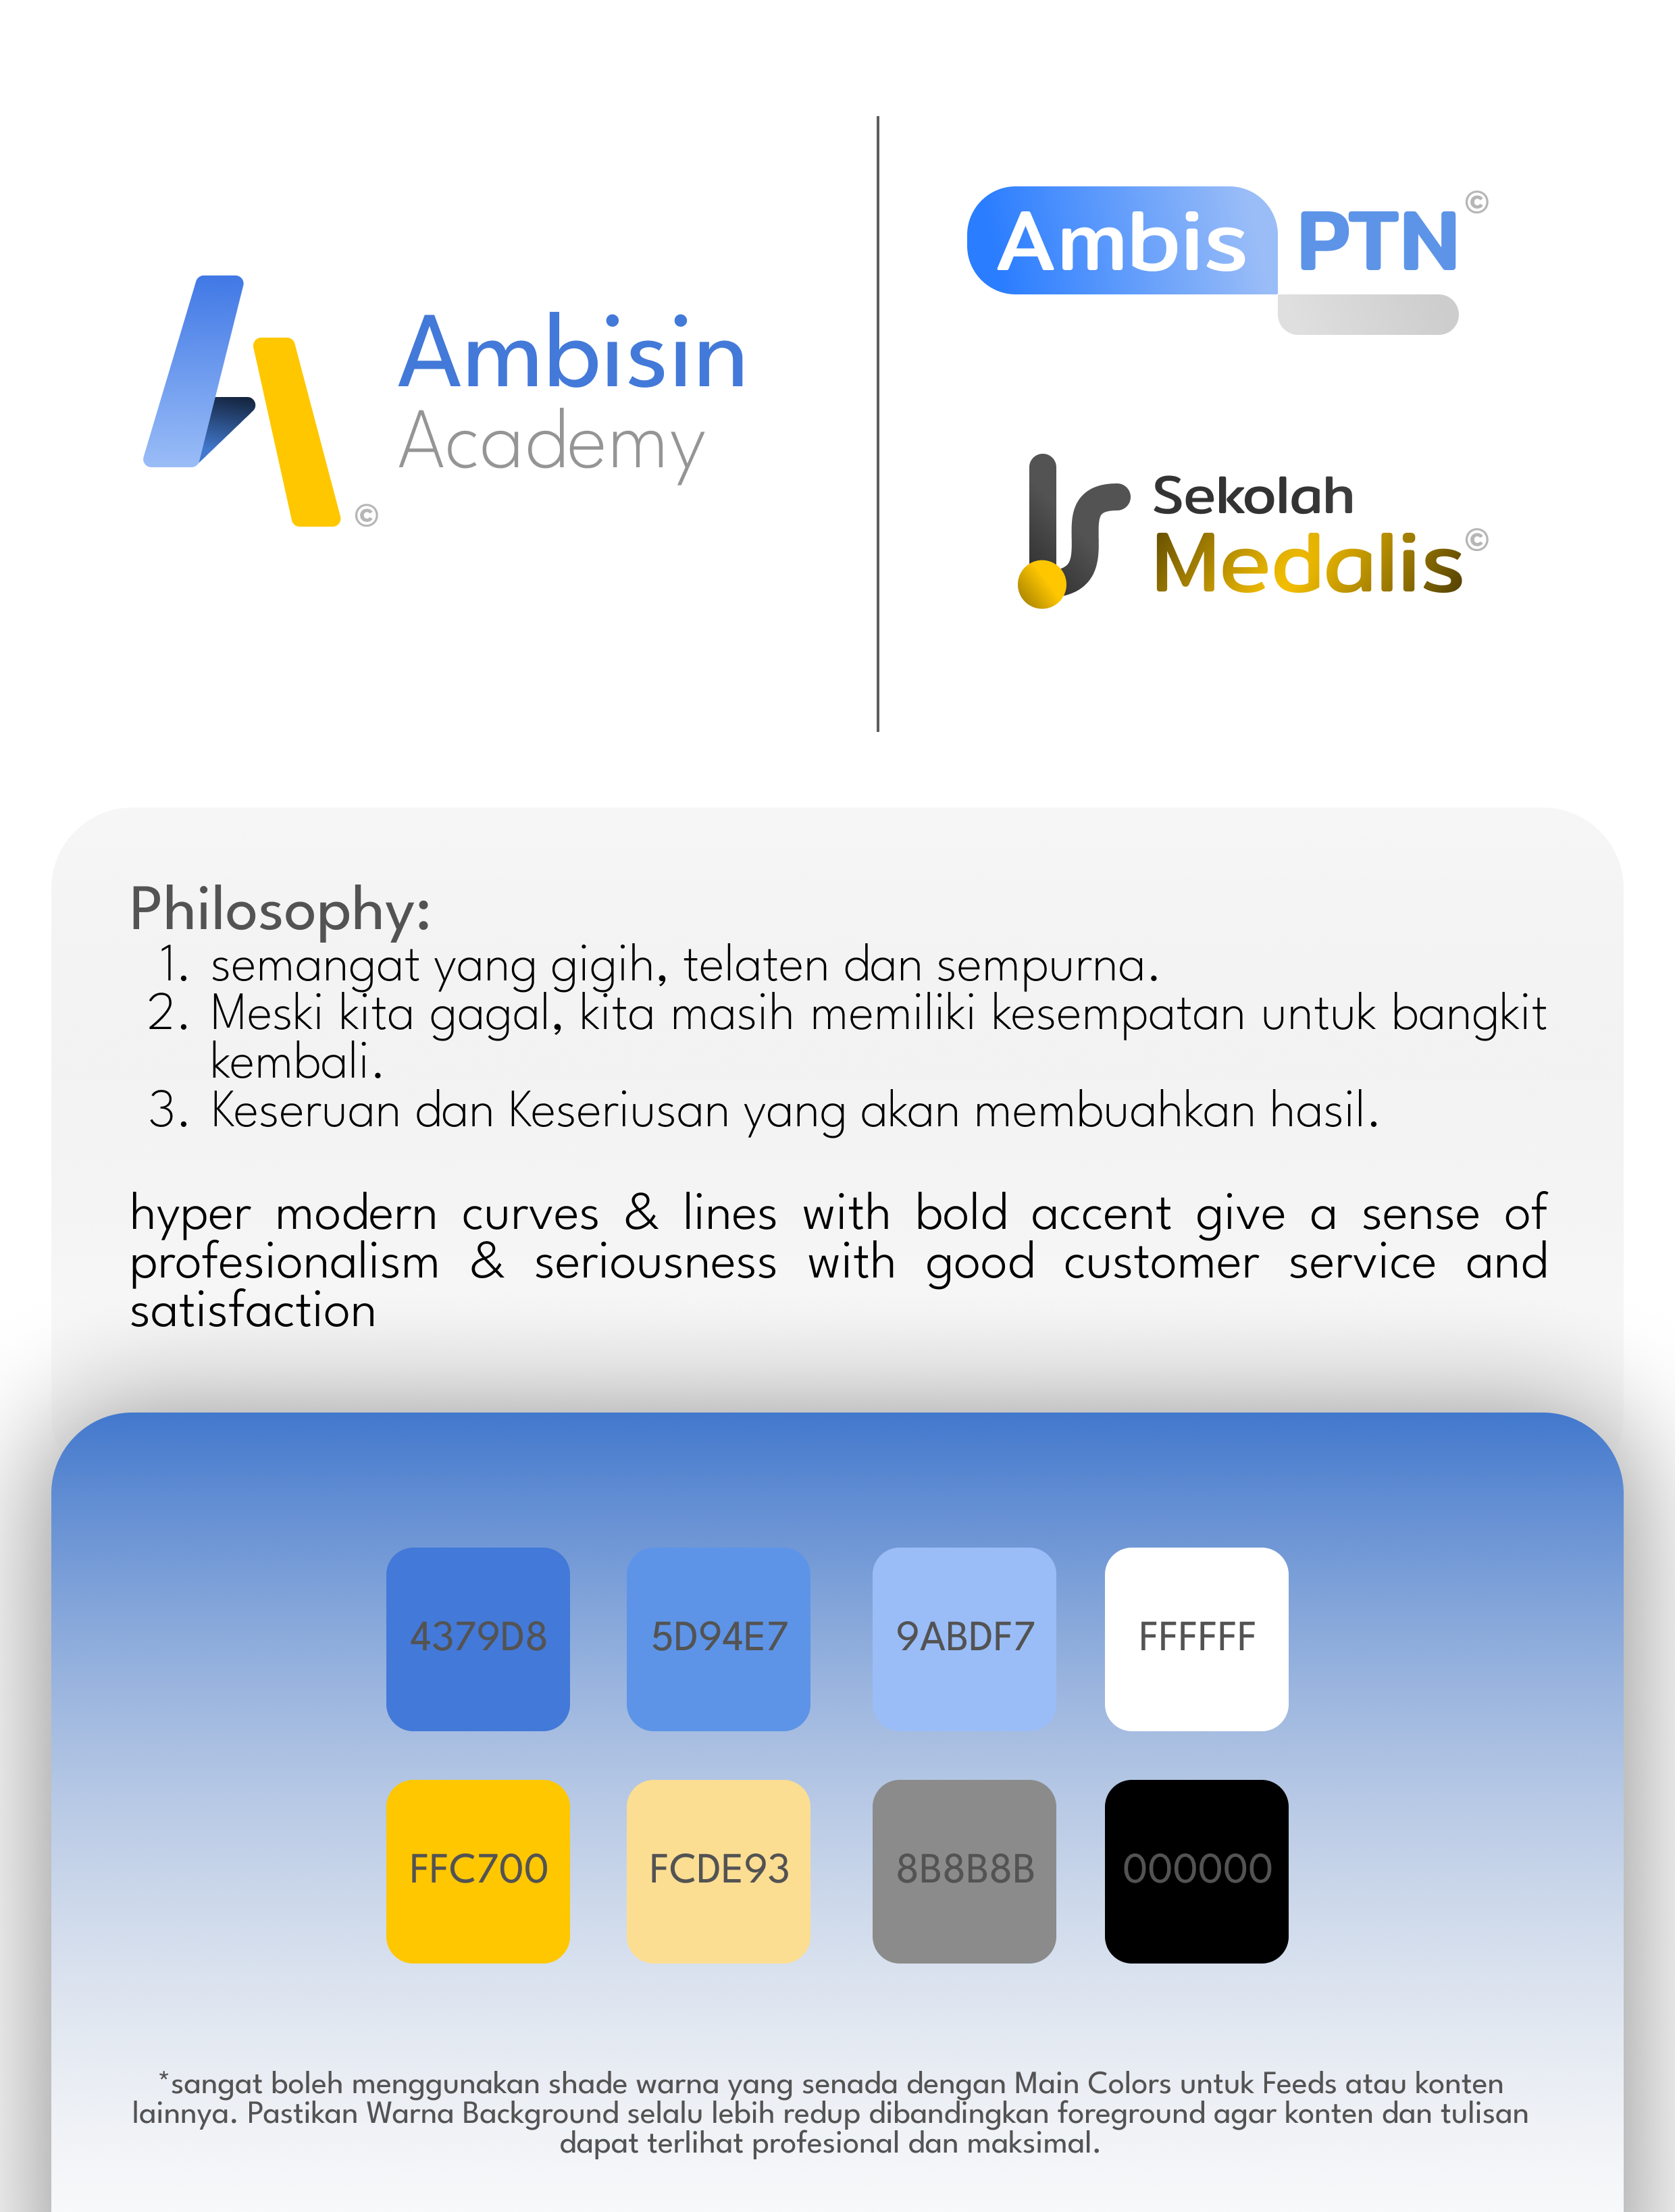 Ambisin
Academy
©
Ambis PTN ©
Sekolah
Medalis ©
Philosophy:
1. semangat yang gigih, telaten dan sempurna.
2. Meski kita gagal, kita masih memiliki kesempatan untuk bangkit
kembali.
3. Keseruan dan Keseriusan yang akan membuahkan hasil.
hyper modern curves & lines with bold accent give a sense of
profesionalism & seriousness with good customer service and
satisfaction
4379D8 5D94E7 9ABDF7 FFFFFF
FFC700 FCDE93 8B8B8B 000000
*sangat boleh menggunakan shade warna yang senada dengan Main Colors untuk Feeds atau konten
lainnya. Pastikan Warna Background selalu lebih redup dibandingkan foreground agar konten dan tulisan
dapat terlihat profesional dan maksimal.